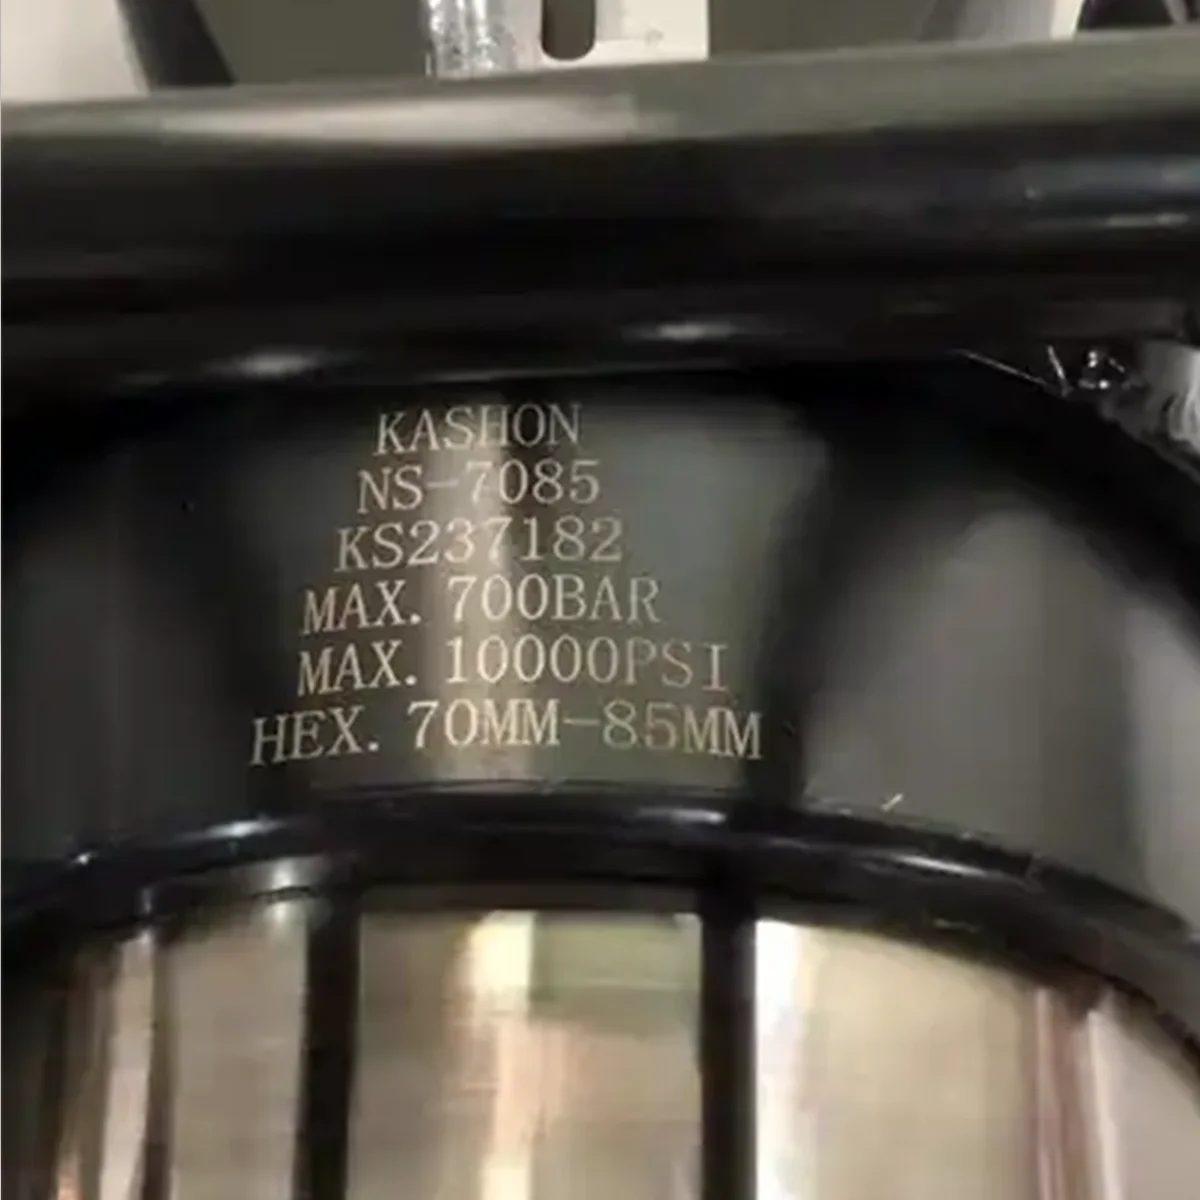 KASHON
NS-7085
KS237182
MAX. 700BAR
MAX. 10000PSI
HEX. 70MM-85MM